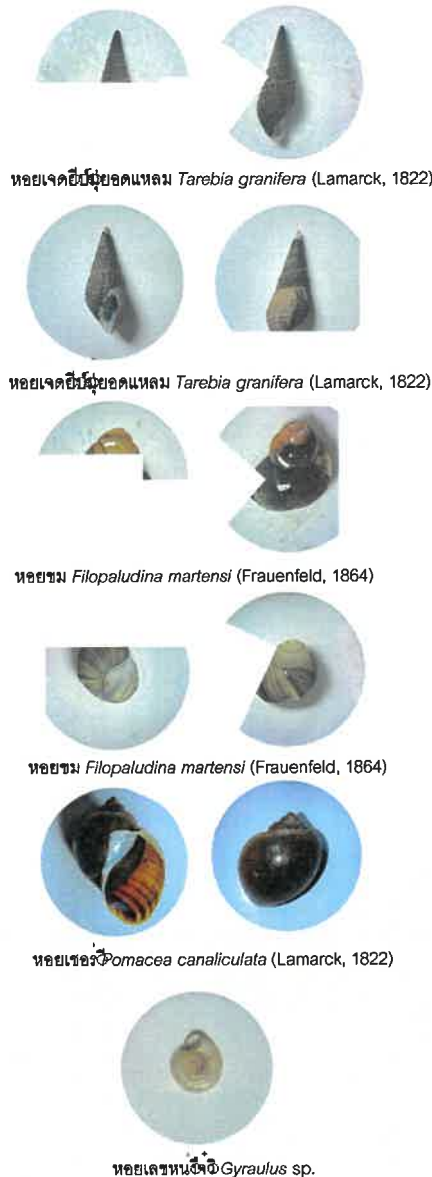 หอยเจดีย์ปุ่มยอดแหลม Tarebia granifera (Lamarck, 1822)
หอยเจดีย์ปุ่มยอดแหลม Tarebia granifera (Lamarck, 1822)
หอยขม Filopaludina martensi (Frauenfeld, 1864)
หอยขม Filopaludina martensi (Frauenfeld, 1864)
หอยเชอรี่ Pomacea canaliculata (Lamarck, 1822)
หอยเลขหนึ่งจิ๋ว Gyraulus sp.